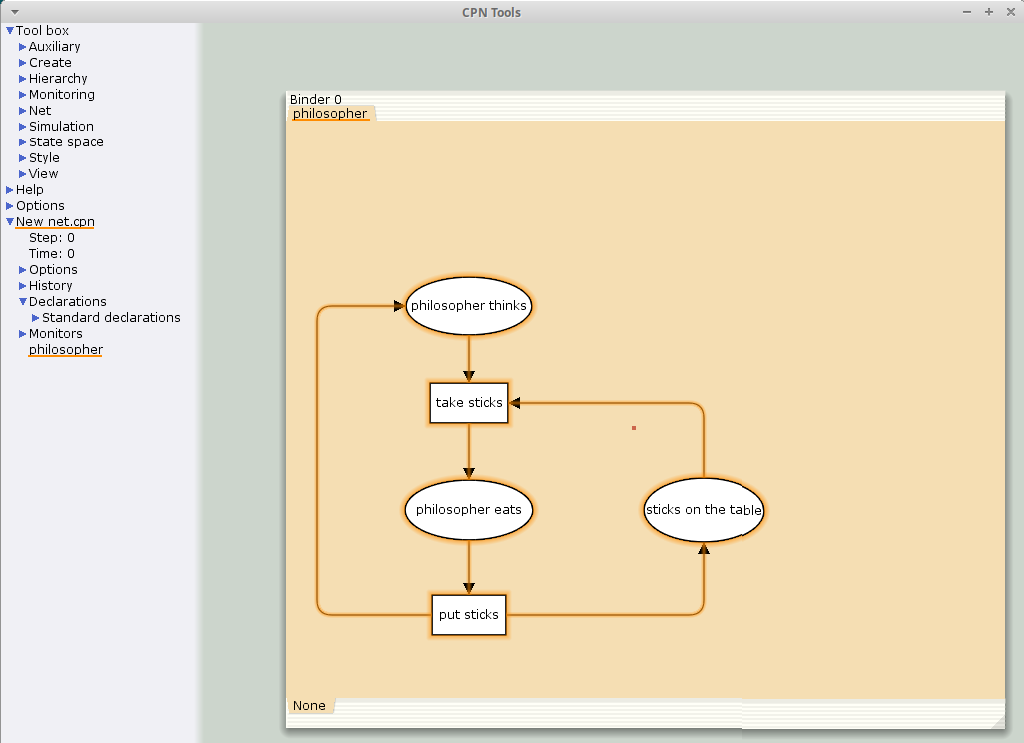 CPN Tools
Tool box
Auxiliary
Create
Hierarchy
Monitoring
Net
Simulation
State space
Style
View
Help
Options
New net.cpn
Step: 0
Time: 0
Options
History
Declarations
Standard declarations
Monitors
philosopher
Binder 0
philosopher
philosopher thinks
take sticks
philosopher eats
sticks on the table
put sticks
None